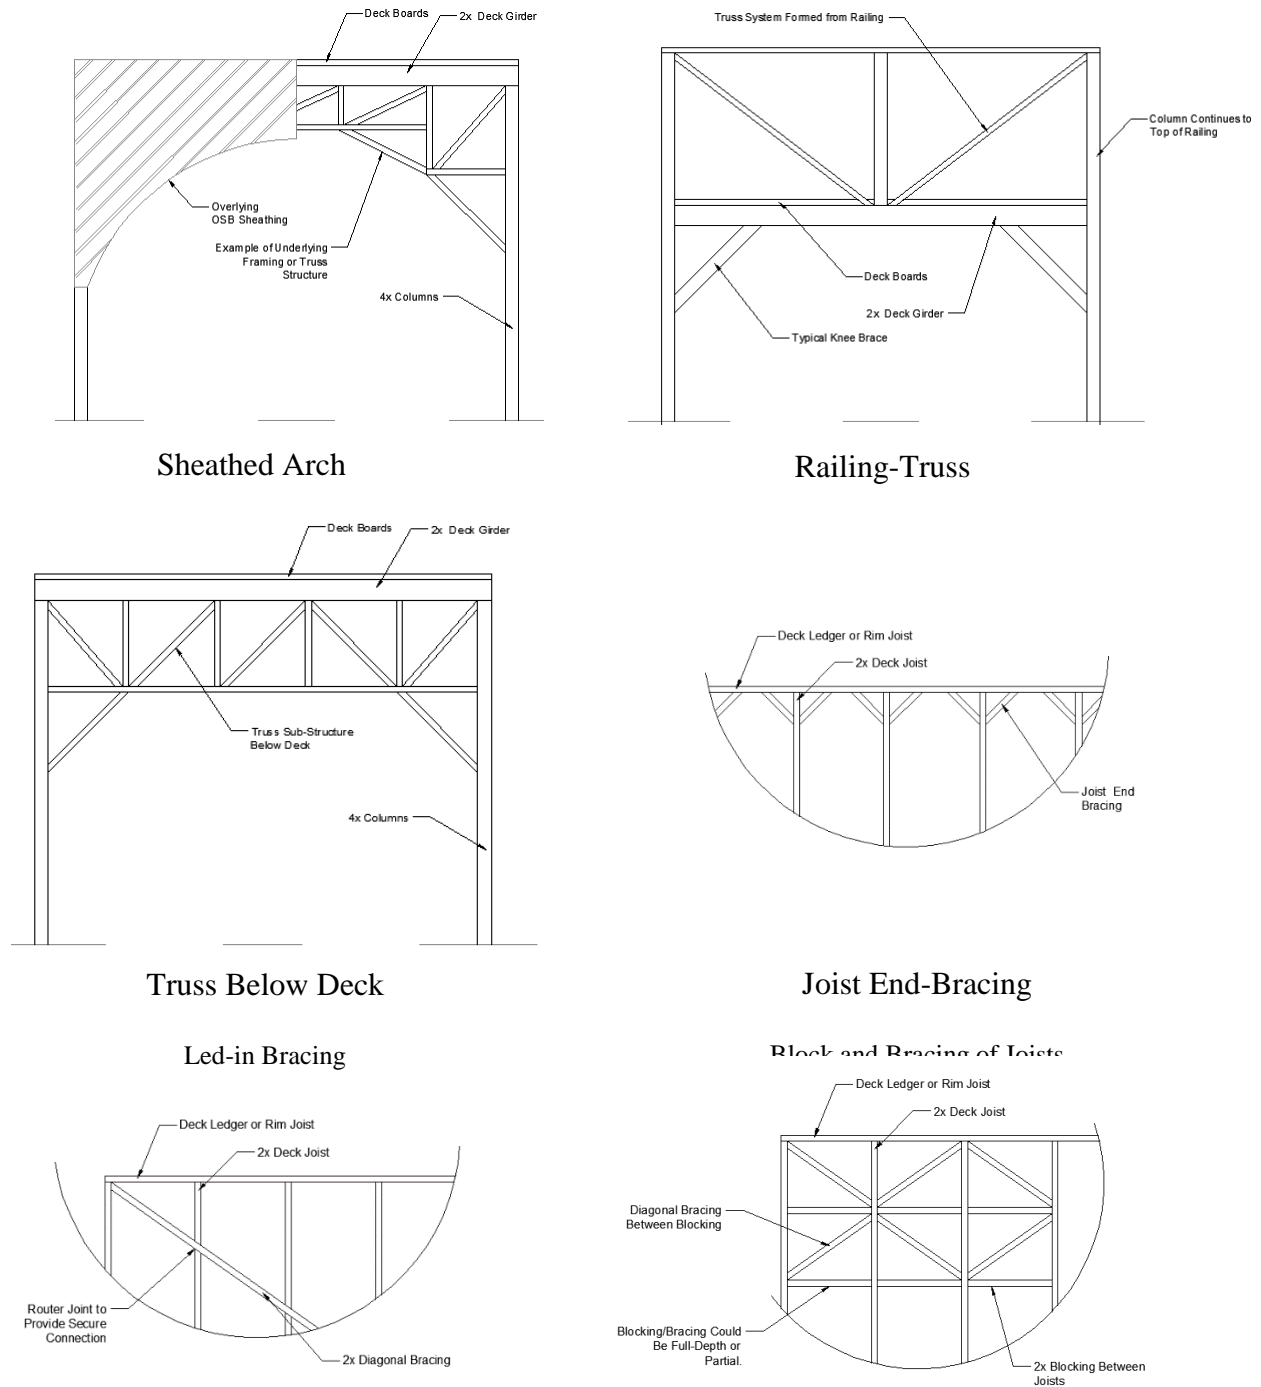 Deck Boards
2x Deck Girder
Overlying
OSB Sheathing
Example of Underlying
Framing or Truss
Structure
4x Columns
Sheathed Arch
Truss System Formed from Railing
Column Continues to
Top of Railing
Deck Boards
2x Deck Girder
Typical Knee Brace
Railing-Truss
Deck Boards
2x Deck Girder
Truss Sub-Structure
Below Deck
4x Columns
Truss Below Deck
Deck Ledger or Rim Joist
2x Deck Joist
Joist End
Bracing
Joist End-Bracing
Led-in Bracing
Deck Ledger or Rim Joist
2x Deck Joist
Router Joint to
Provide Secure
Connection
2x Diagonal Bracing
Block and Bracing of Joists
Deck Ledger or Rim Joist
2x Deck Joist
Diagonal Bracing
Between Blocking
Blocking/Bracing Could
Be Full-Depth or
Partial.
2x Blocking Between
Joists